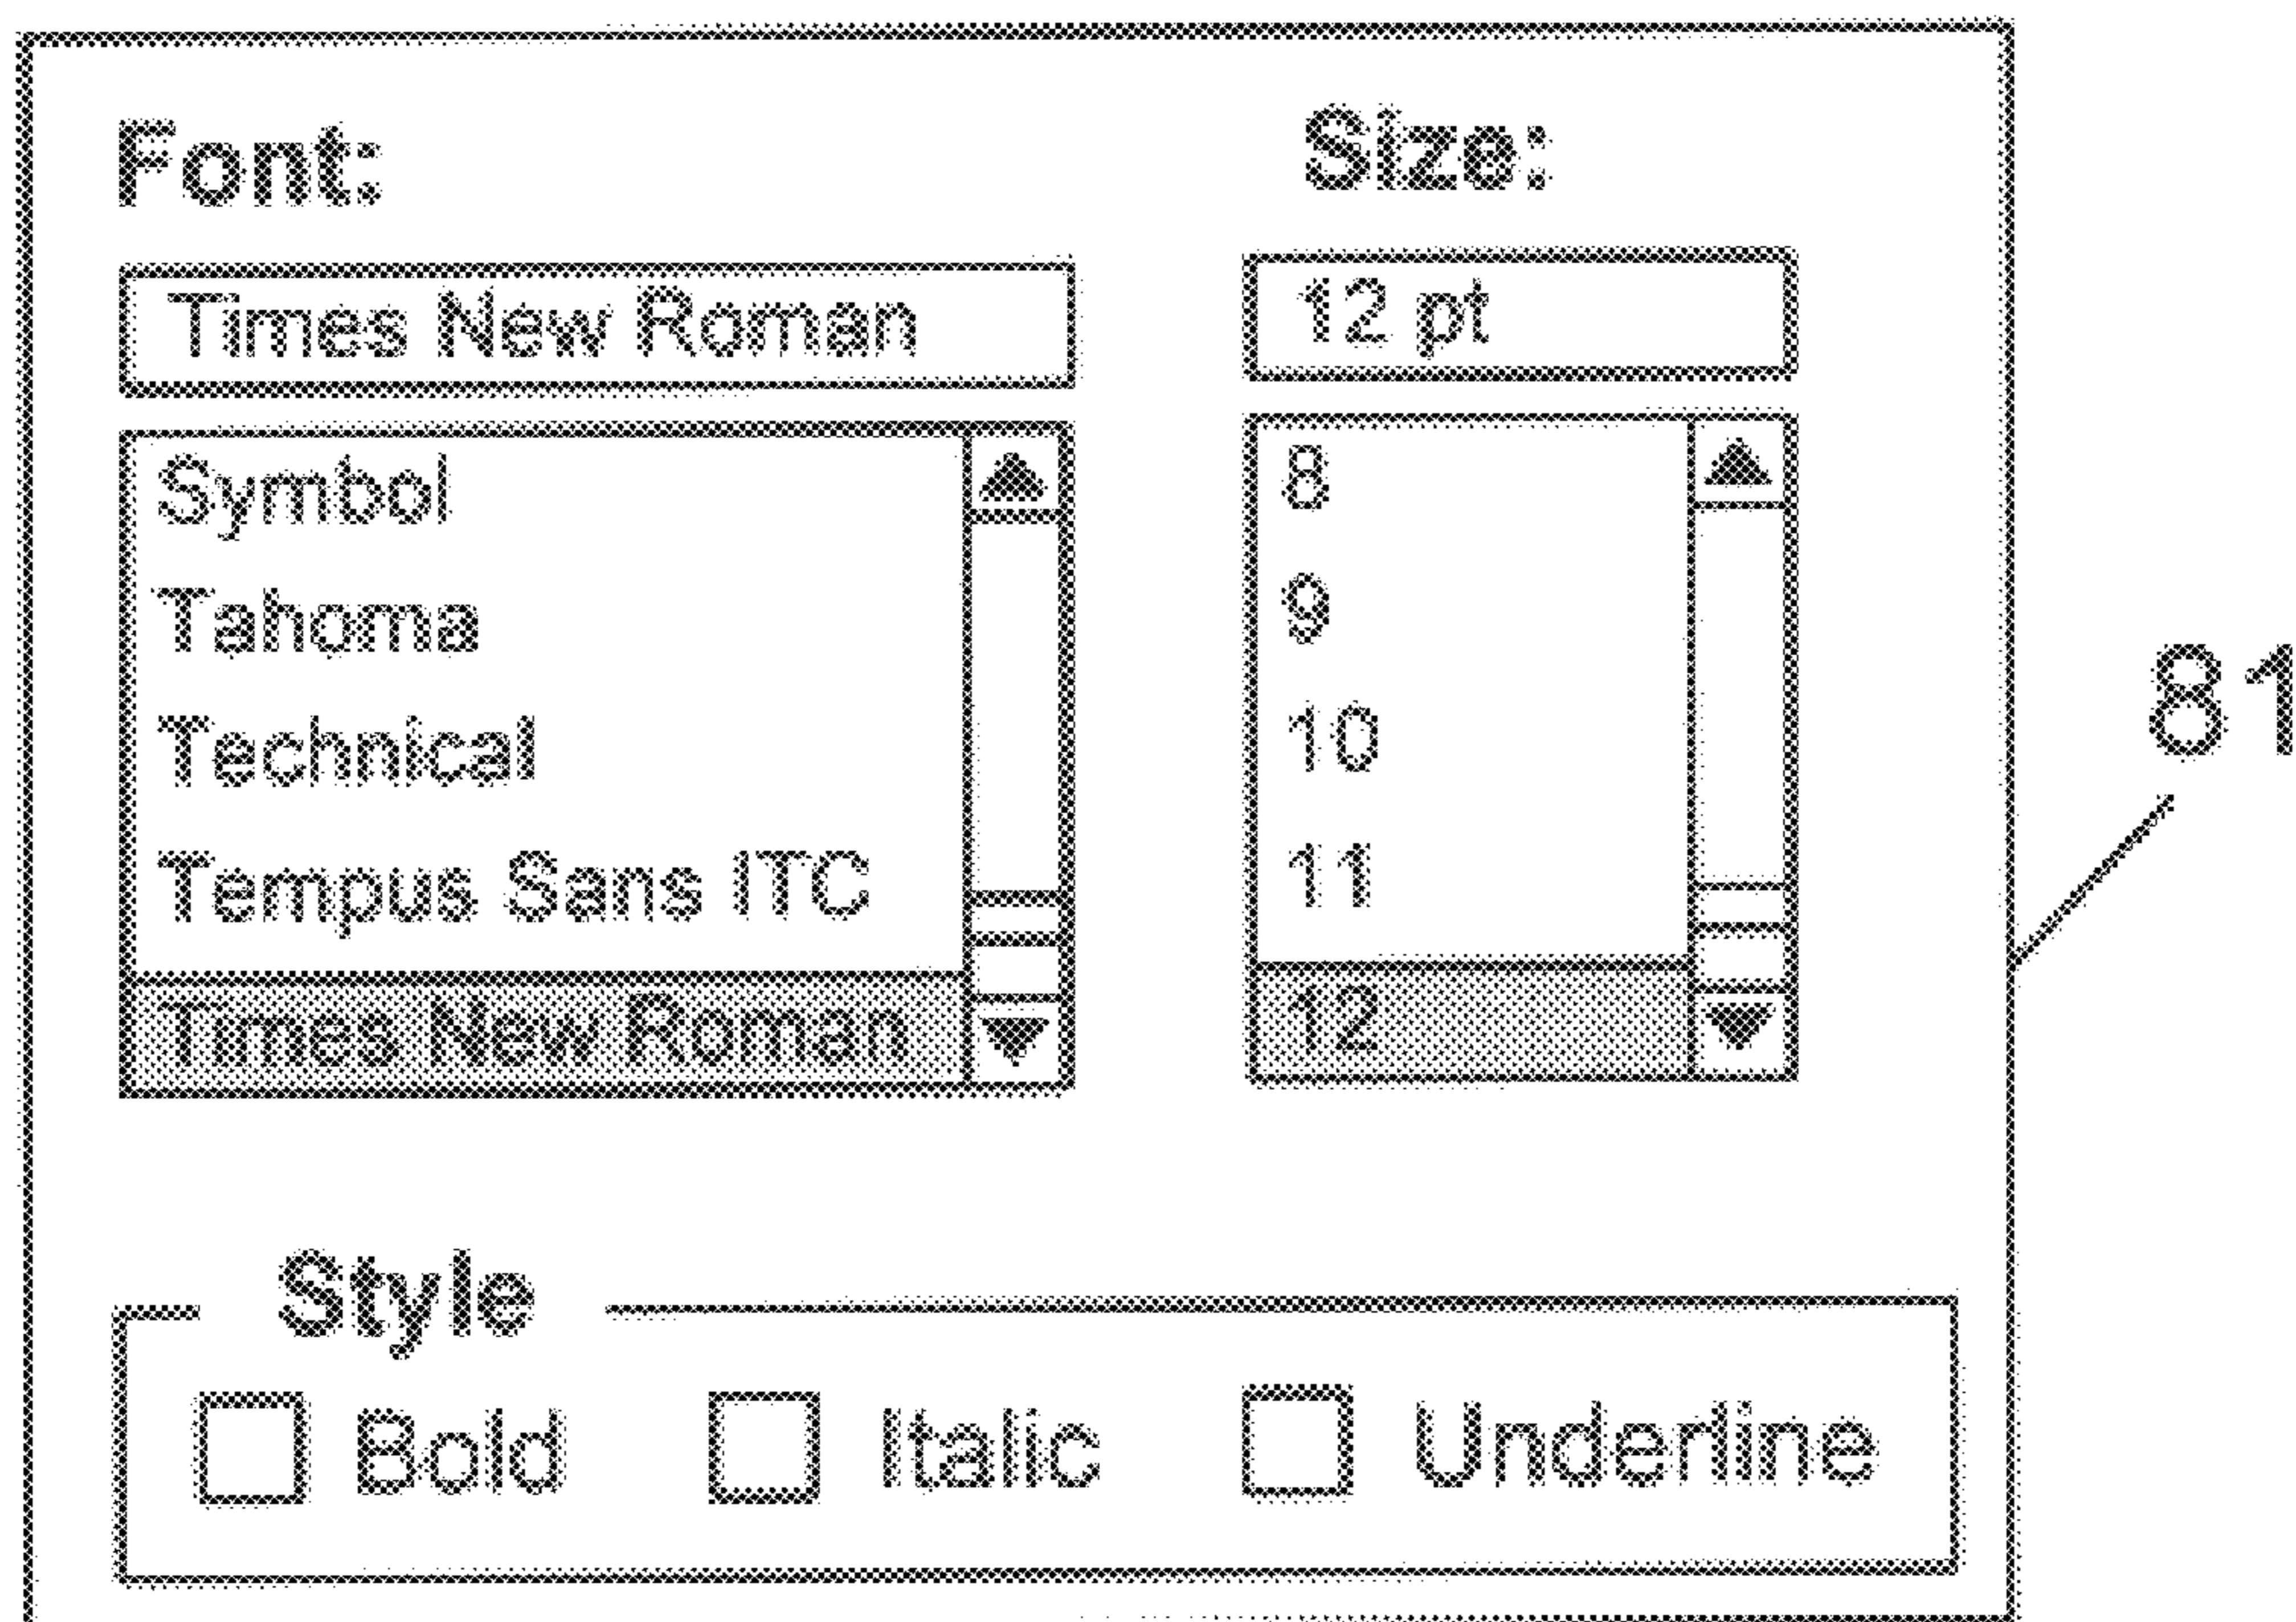 Font:
Size:
Times New Roman
12 pt
Symbol
8
Tahoma
9
Technical
10
Tempus Sans ITC
11
Times New Roman
12
81
Style
Bold
Italic
Underline